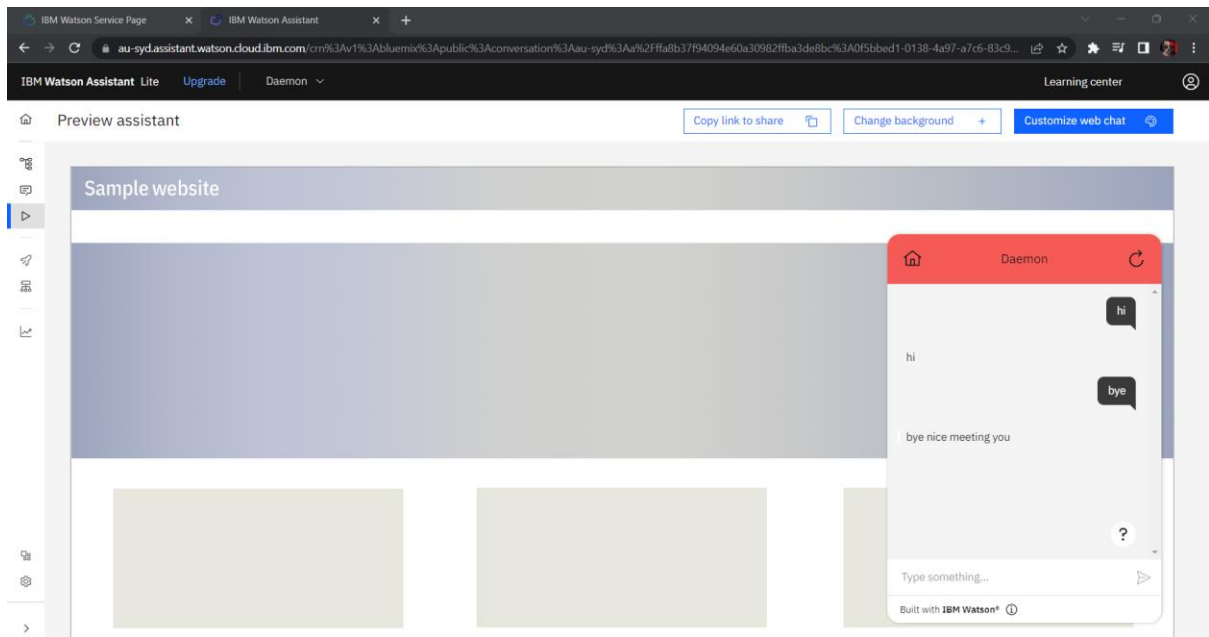 IBM Watson Service Page
IBM Watson Assistant
au-syd.assistant.watson.cloud.ibm.com/crn%3Av1%3Abluemix%3Apublic%3Aconversation%3Aau-syd%3Aa%2Fffa8b37f94094e60a30982ffba3de8bc%3A0f5bbed1-0138-4a97-a7c6-83c9...
IBM Watson Assistant Lite Upgrade Daemon Learning center
Preview assistant
Copy link to share
Change background +
Customize web chat
Sample website
Daemon
hi
hi
bye
bye nice meeting you
?
Type something...
Built with IBM Watson®